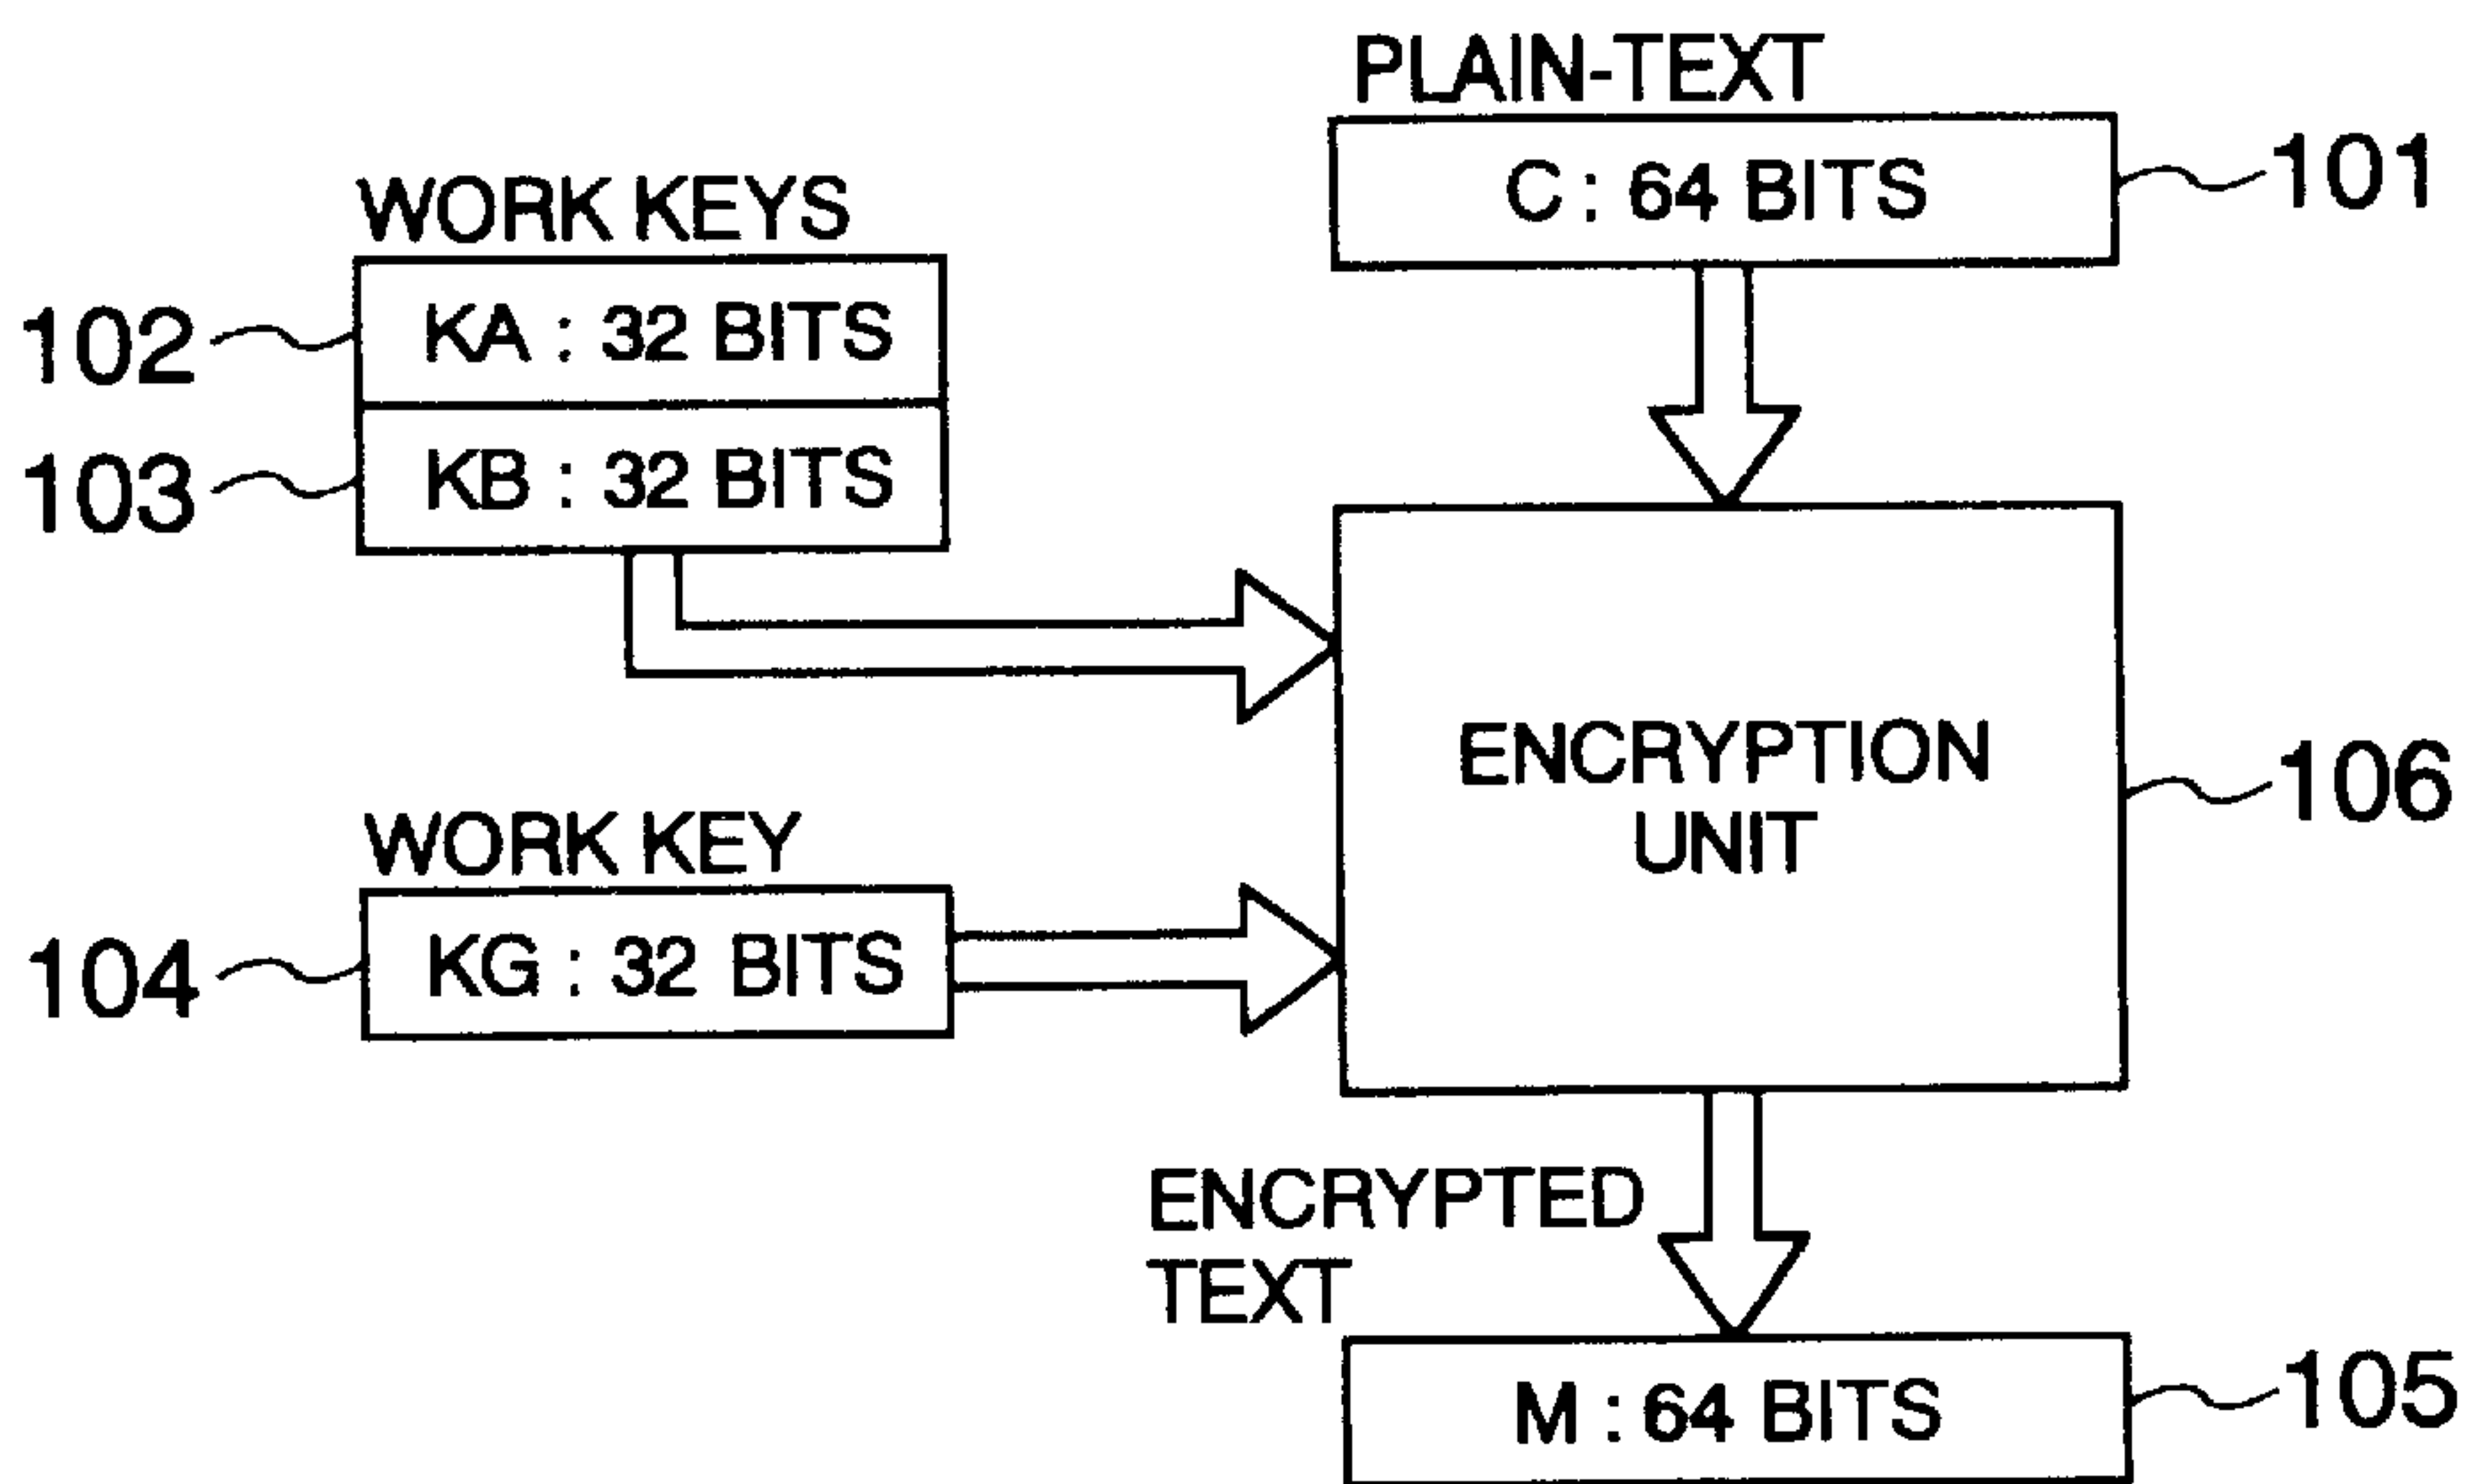 PLAIN-TEXT
C : 64 BITS
101
WORK KEYS
102
KA : 32 BITS
103
KB : 32 BITS
ENCRYPTION
UNIT
106
WORK KEY
104
KG : 32 BITS
ENCRYPTED
TEXT
M : 64 BITS
105